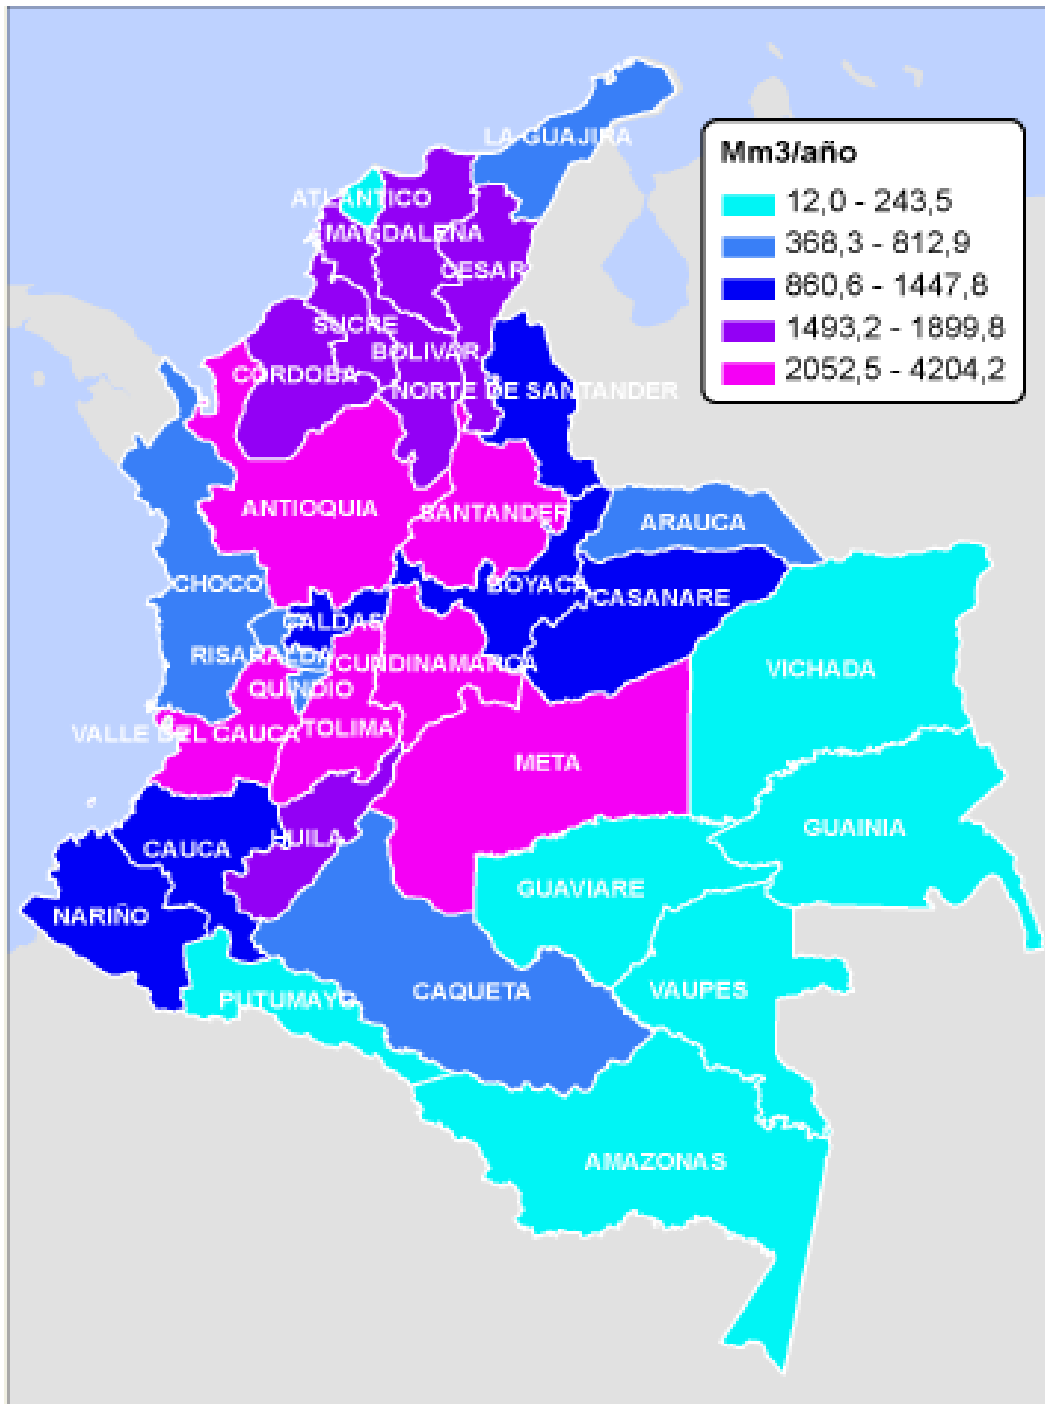 LA GUAJIRA
Mm3/año
12,0 - 243,5
368,3 - 812,9
860,6 - 1447,8
1493,2 - 1899,8
2052,5 - 4204,2
ATLANTICO
MAGDALENA
CESAR
SUCRE
BOLIVAR
CORDOBA
NORTE DE SANTANDER
ANTIOQUIA
SANTANDER
ARAUCA
CHOCO
BOYACA
CASANARE
CALDAS
RISARALDA
CUNDINAMARCA
VICHADA
QUINDIO
VALLE DEL CAUCA
TOLIMA
META
GUAINIA
HUILA
CAUCA
GUAVIARE
NARIÑO
CAQUETA
VAUPES
PUTUMAYO
AMAZONAS